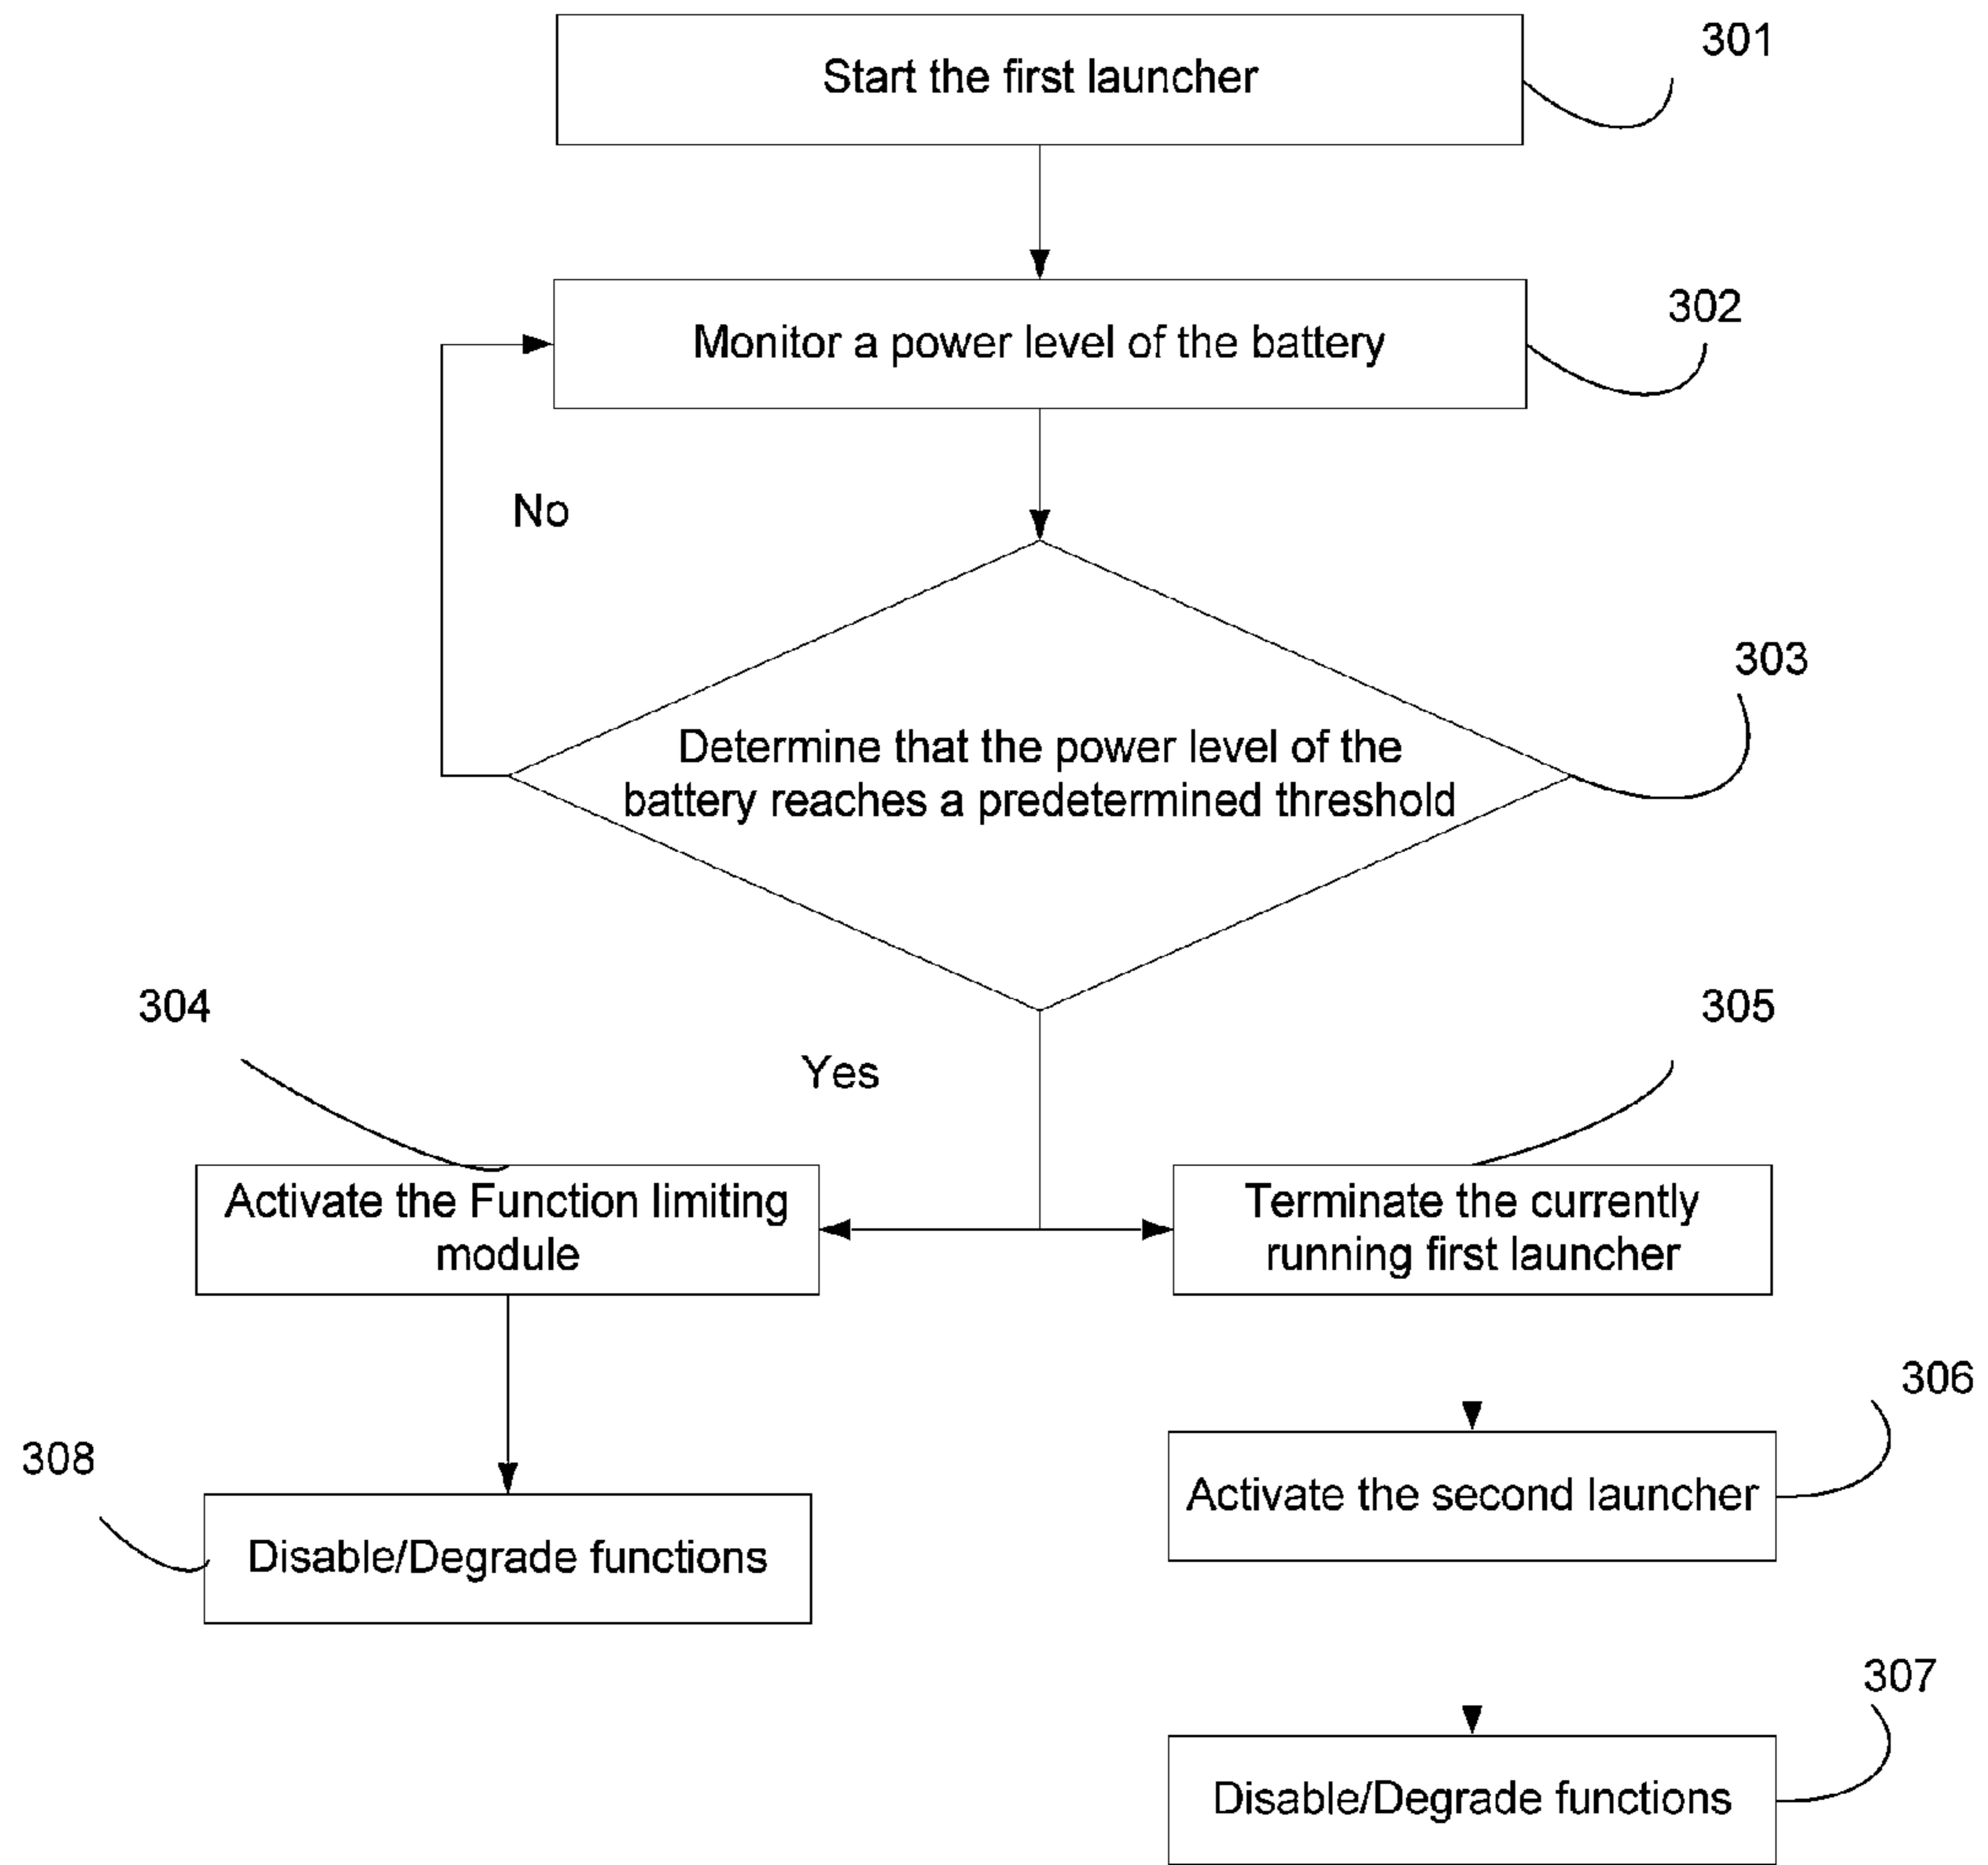 Start the first launcher
301
Monitor a power level of the battery
302
No
Determine that the power level of the
battery reaches a predetermined threshold
303
Yes
304
Activate the Function limiting
module
305
Terminate the currently
running first launcher
306
Activate the second launcher
308
Disable/Degrade functions
307
Disable/Degrade functions